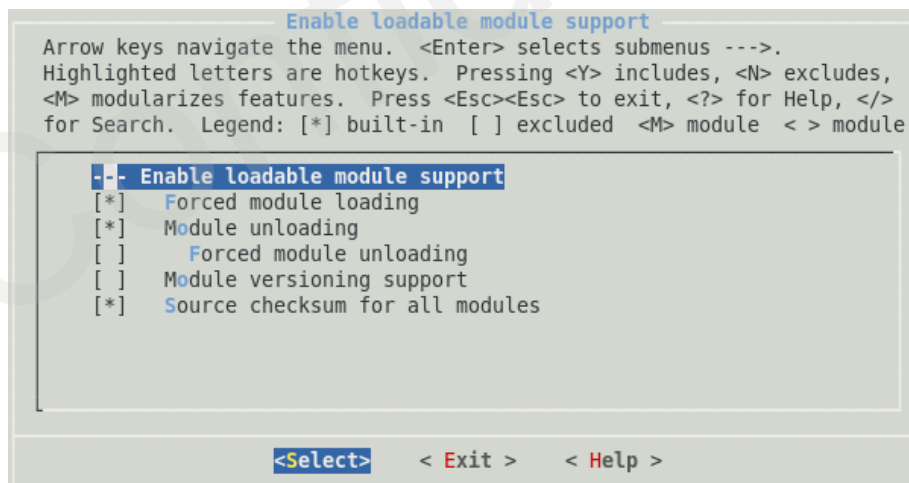 Enable loadable module support
Arrow keys navigate the menu.  <Enter> selects submenus --->.
Highlighted letters are hotkeys.  Pressing <Y> includes, <N> excludes,
<M> modularizes features.  Press <Esc><Esc> to exit, <?> for Help, </>
for Search.  Legend: [*] built-in  [ ] excluded  <M> module  < > module
--- Enable loadable module support
[*]   Forced module loading
[*]   Module unloading
[ ]     Forced module unloading
[ ]   Module versioning support
[*]   Source checksum for all modules
<Select>    < Exit >    < Help >